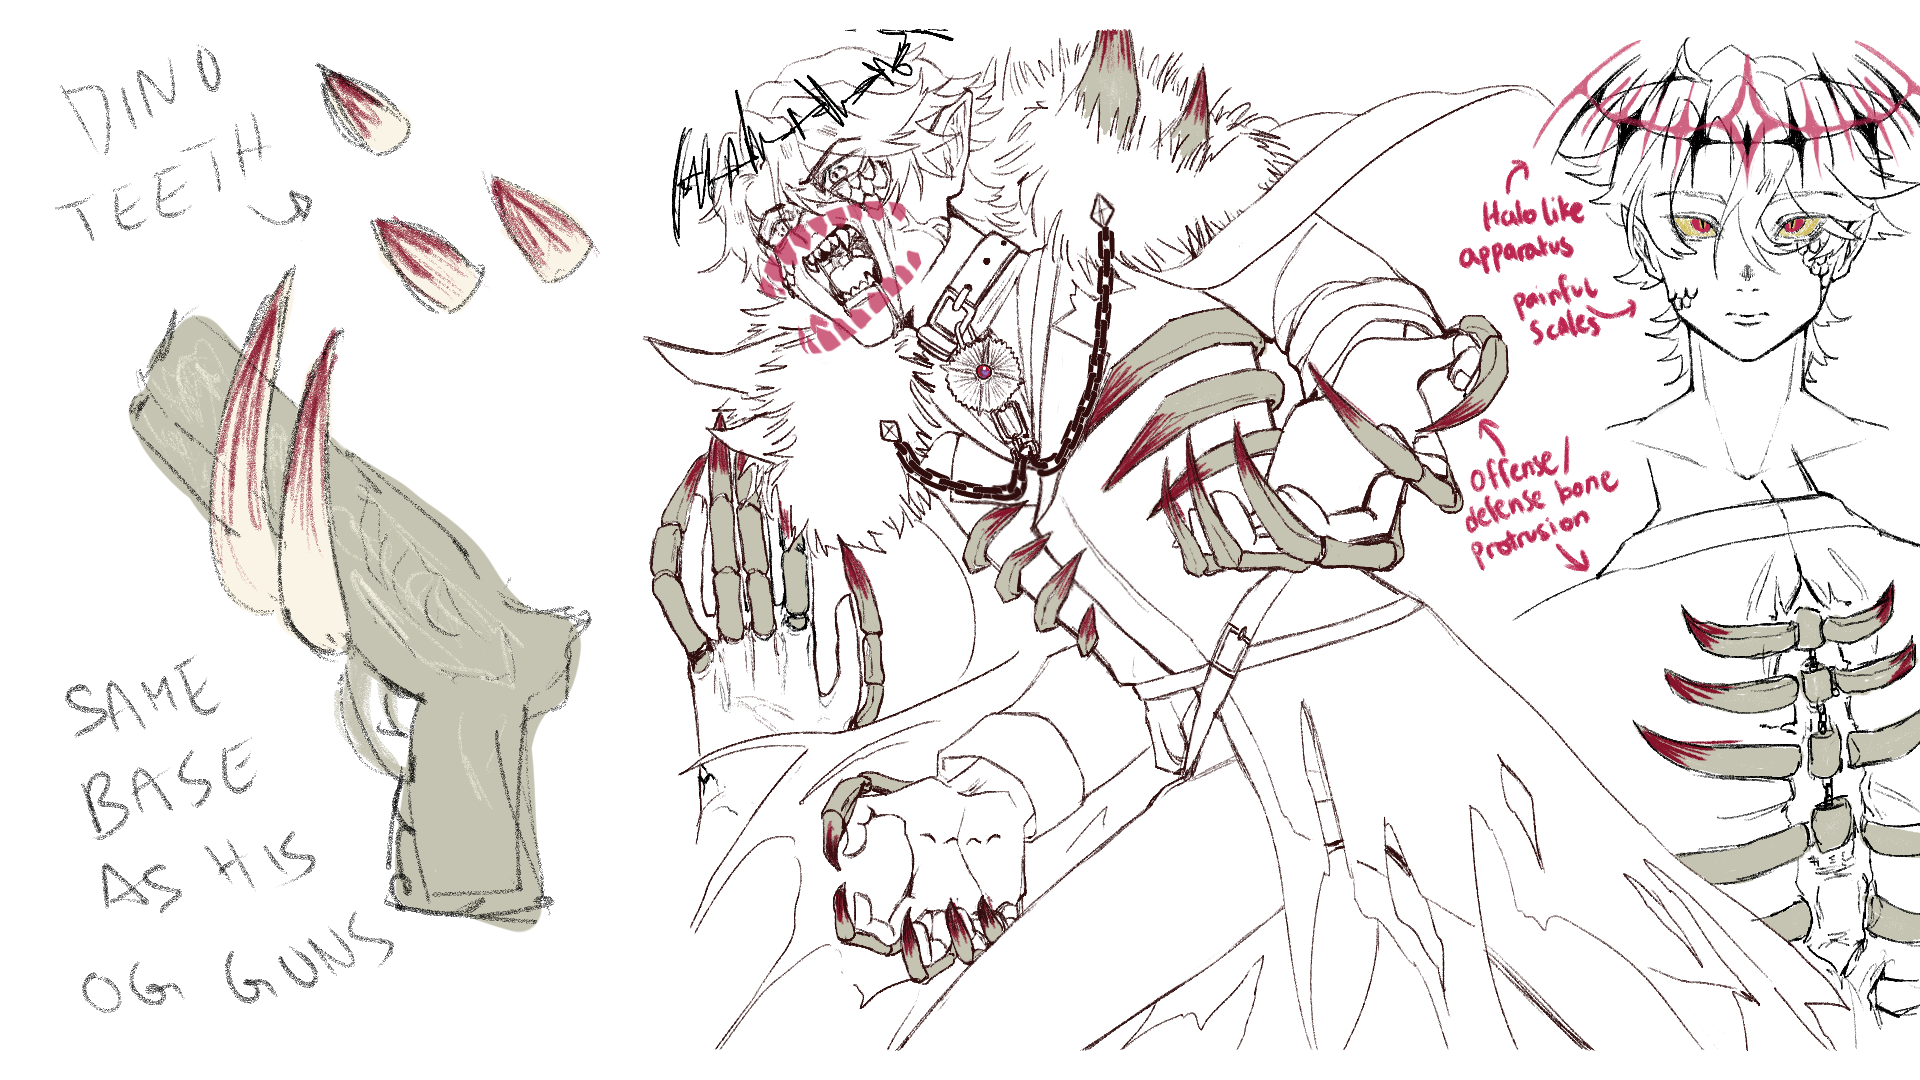 DINO
TEETH
SAME
BASE
AS HIS
OG GUNS
Halo like
apparatus
painful
scales
offense/
defense bone
protrusion